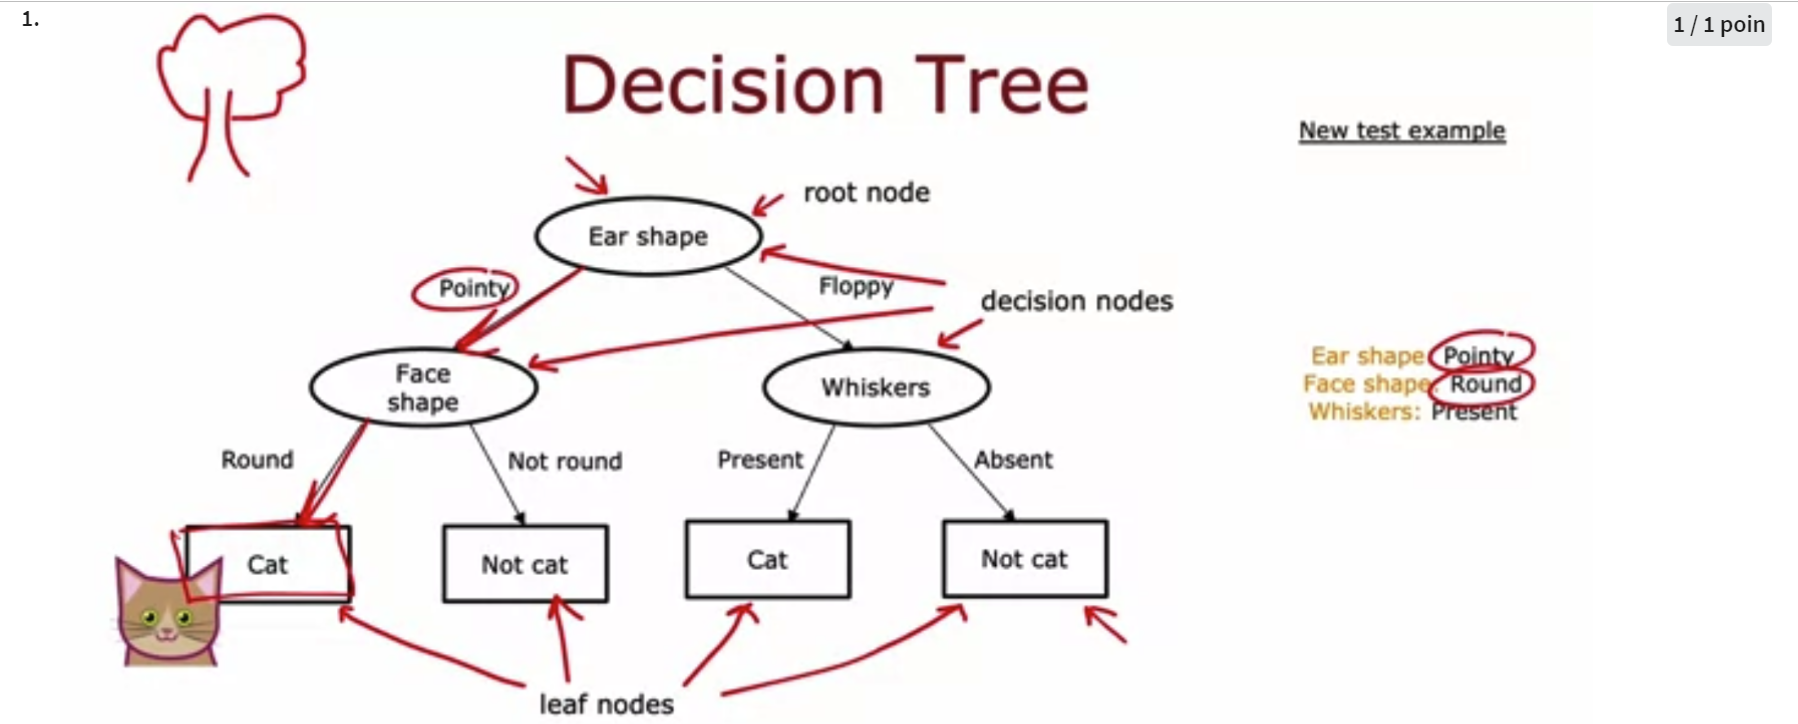 1.
1 / 1 poin
Decision Tree
New test example
root node
Ear shape
Pointy
Floppy
decision nodes
Face
shape
Whiskers
Ear shape Pointy
Face shape: Round
Whiskers: Present
Round
Not round
Present
Absent
Cat
Not cat
Cat
Not cat
leaf nodes